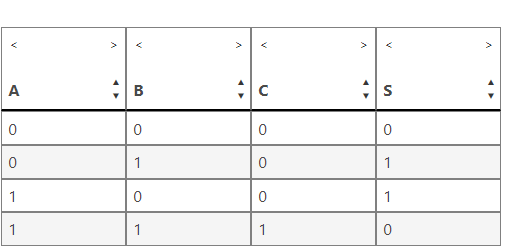 < > < > < > < >
A B C S
0 0 0 0
0 1 0 1
1 0 0 1
1 1 1 0